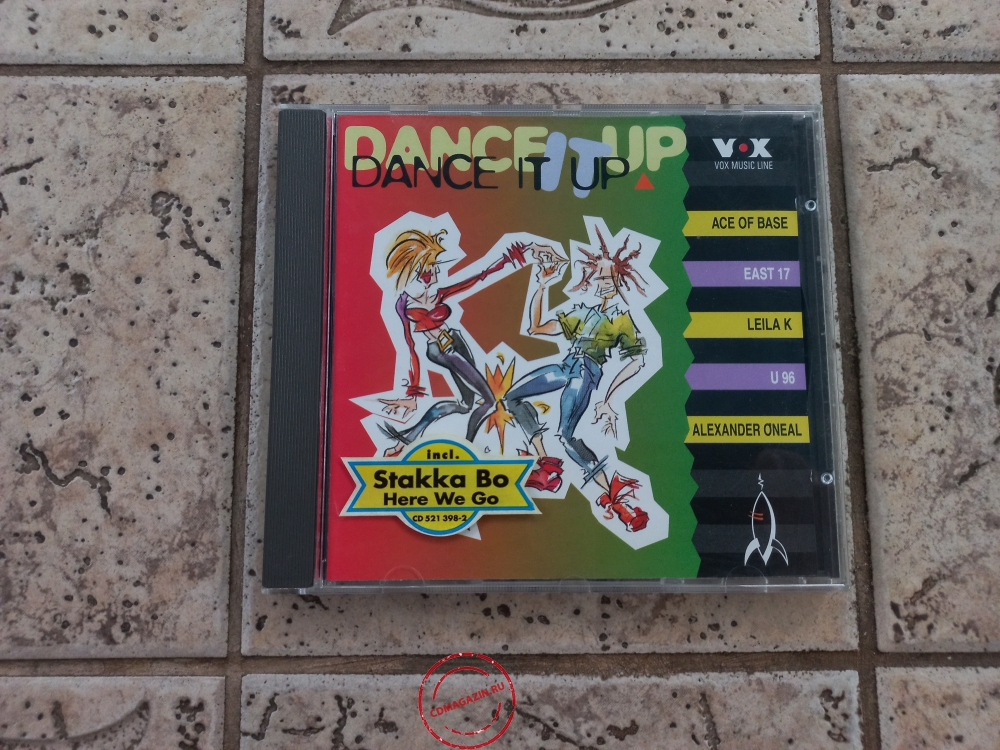 DANCE IT UP
DANCE IT UP
VOX
VOX MUSIC LINE
ACE OF BASE
EAST 17
LEILA K
U 96
ALEXANDER O'NEAL
incl.
Stakka Bo
Here We Go
CD 521 398-2
CDMAGAZIN.RU